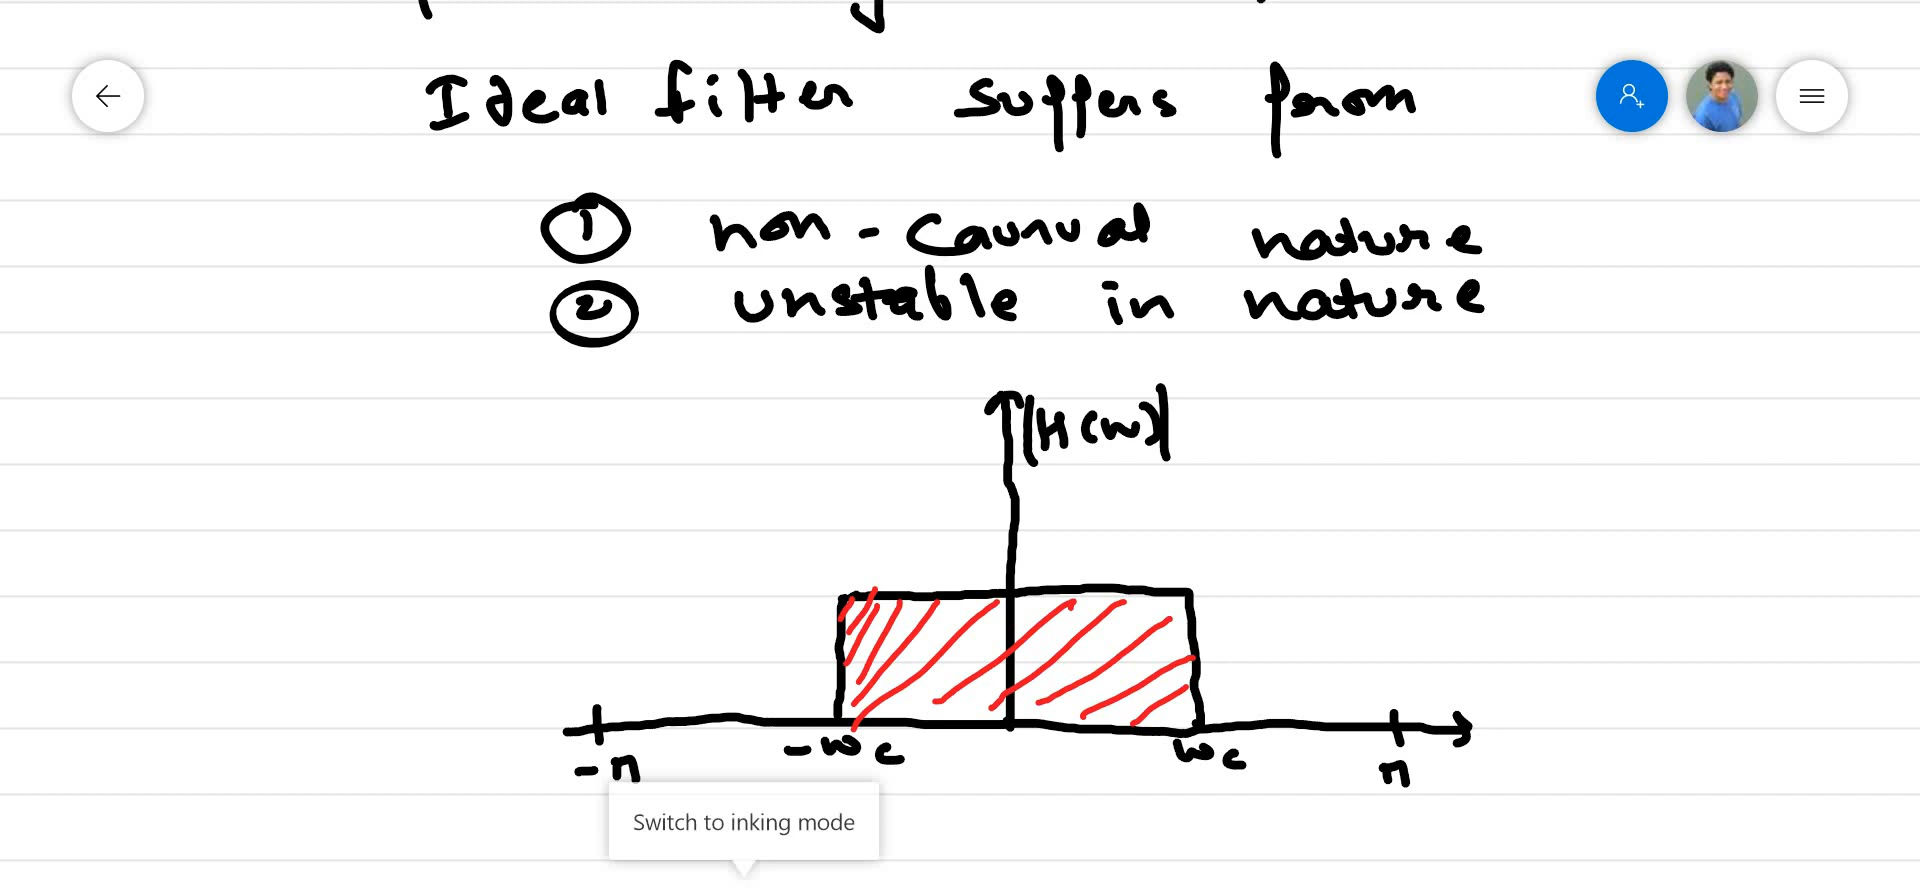 Ideal filter suffers from
① non-causal nature
② unstable in nature
|H(w)|
-π -wc wc π
Switch to inking mode